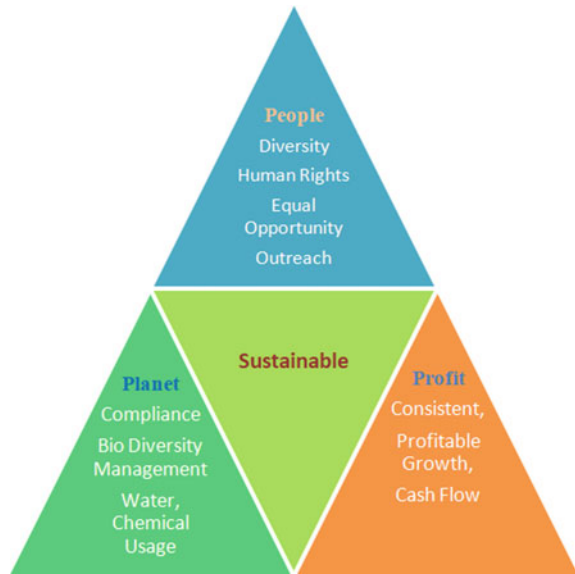 People
Diversity
Human Rights
Equal
Opportunity
Outreach
Sustainable
Planet
Compliance
Bio Diversity
Management
Water,
Chemical
Usage
Profit
Consistent,
Profitable
Growth,
Cash Flow